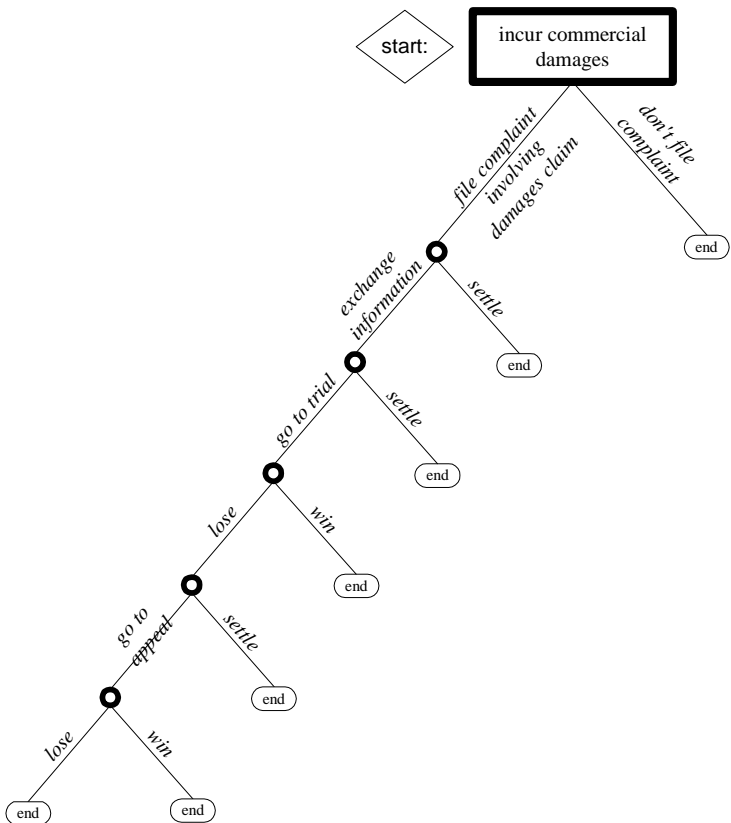 start:
incur commercial
damages
file complaint
involving
damages claim
don't file
complaint
end
exchange
information
settle
end
go to trial
settle
end
lose
win
end
go to
appeal
settle
end
lose
win
end
end